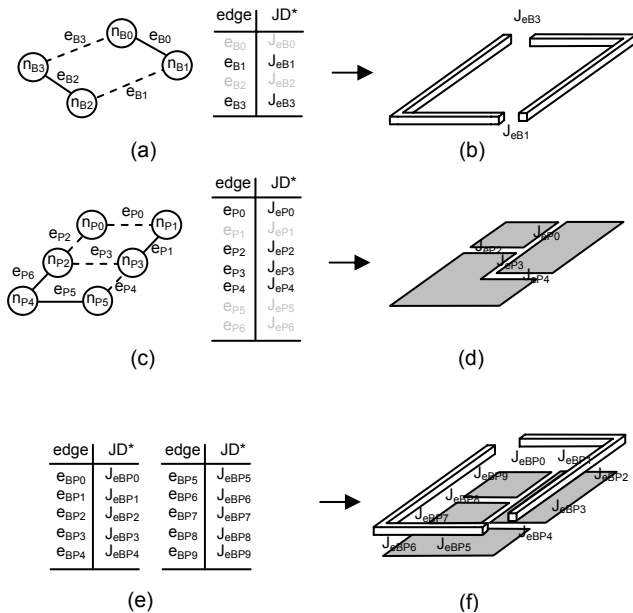 J_eB3
edge JD*
n_B0 e_B0
e_B3
e_B0 J_eB0
n_B3 n_B1
e_B1 J_eB1
e_B2
e_B2 J_eB2
n_B2 e_B1
e_B3 J_eB3
J_eB1
(a) (b)
edge JD*
e_P0
n_P0 n_P1
e_P0 J_eP0
e_P2 e_P3 e_P1
e_P1 J_eP1
J_eP0
n_P2 n_P3
e_P2 J_eP2
J_eP2
e_P6 e_P4
e_P3 J_eP3
J_eP3
e_P5
e_P4 J_eP4
J_eP4
n_P4 n_P5
e_P5 J_eP5
e_P6 J_eP6
(c) (d)
edge JD* edge JD*
e_BP0 J_eBP0 e_BP5 J_eBP5
e_BP1 J_eBP1 e_BP6 J_eBP6
e_BP2 J_eBP2 e_BP7 J_eBP7
e_BP3 J_eBP3 e_BP8 J_eBP8
e_BP4 J_eBP4 e_BP9 J_eBP9
J_eBP0 J_eBP1
J_eBP9 J_eBP2
J_eBP8
J_eBP7 J_eBP3
J_eBP4
J_eBP6 J_eBP5
(e) (f)